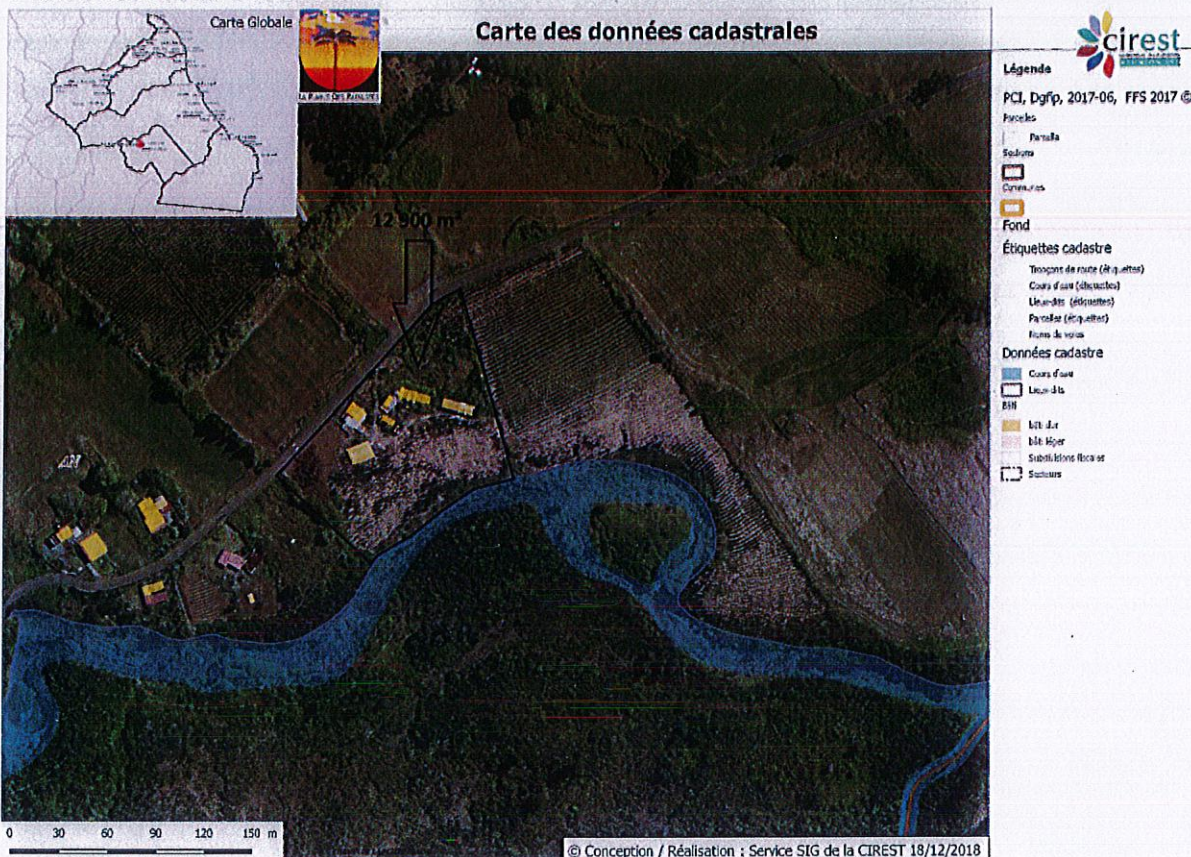 Carte Globale
LA PLAINE DES PALMISTES
Carte des données cadastrales
cirest
Légende
PCI, Dgfip, 2017-06, FFS 2017 ©
Parcelles
Parcelle
Sections
Communes
Fond
Étiquettes cadastre
Tronçons de route (étiquettes)
Cours d'eau (étiquettes)
Lieux-dits (étiquettes)
Parcelles (étiquettes)
Noms de voies
Données cadastre
Cours d'eau
Lieux-dits
Bâti
bâti dur
bâti léger
Subdivisions fiscales
Secteurs
12 900 m²
0 30 60 90 120 150 m
© Conception / Réalisation : Service SIG de la CIREST 18/12/2018